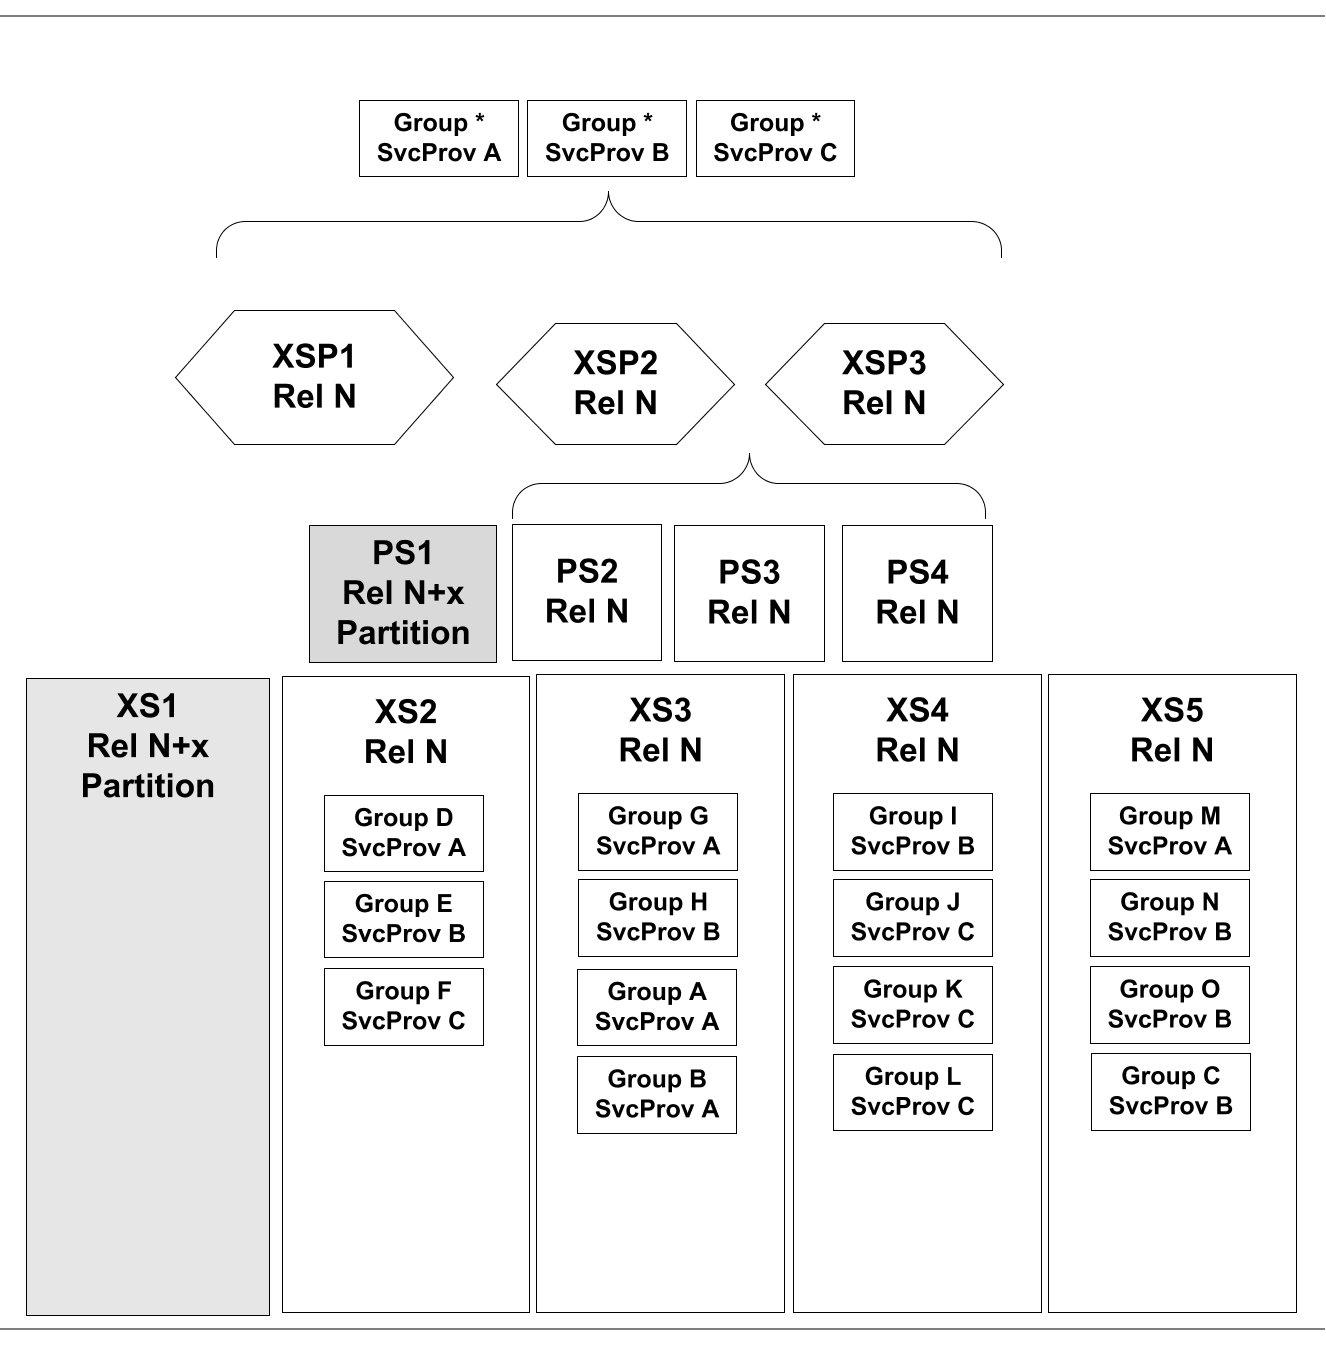 Group *
SvcProv A
Group *
SvcProv B
Group *
SvcProv C
XSP1
Rel N
XSP2
Rel N
XSP3
Rel N
PS1
Rel N+x
Partition
PS2
Rel N
PS3
Rel N
PS4
Rel N
XS1
Rel N+x
Partition
XS2
Rel N
Group D
SvcProv A
Group E
SvcProv B
Group F
SvcProv C
XS3
Rel N
Group G
SvcProv A
Group H
SvcProv B
Group A
SvcProv A
Group B
SvcProv A
XS4
Rel N
Group I
SvcProv B
Group J
SvcProv C
Group K
SvcProv C
Group L
SvcProv C
XS5
Rel N
Group M
SvcProv A
Group N
SvcProv B
Group O
SvcProv B
Group C
SvcProv B